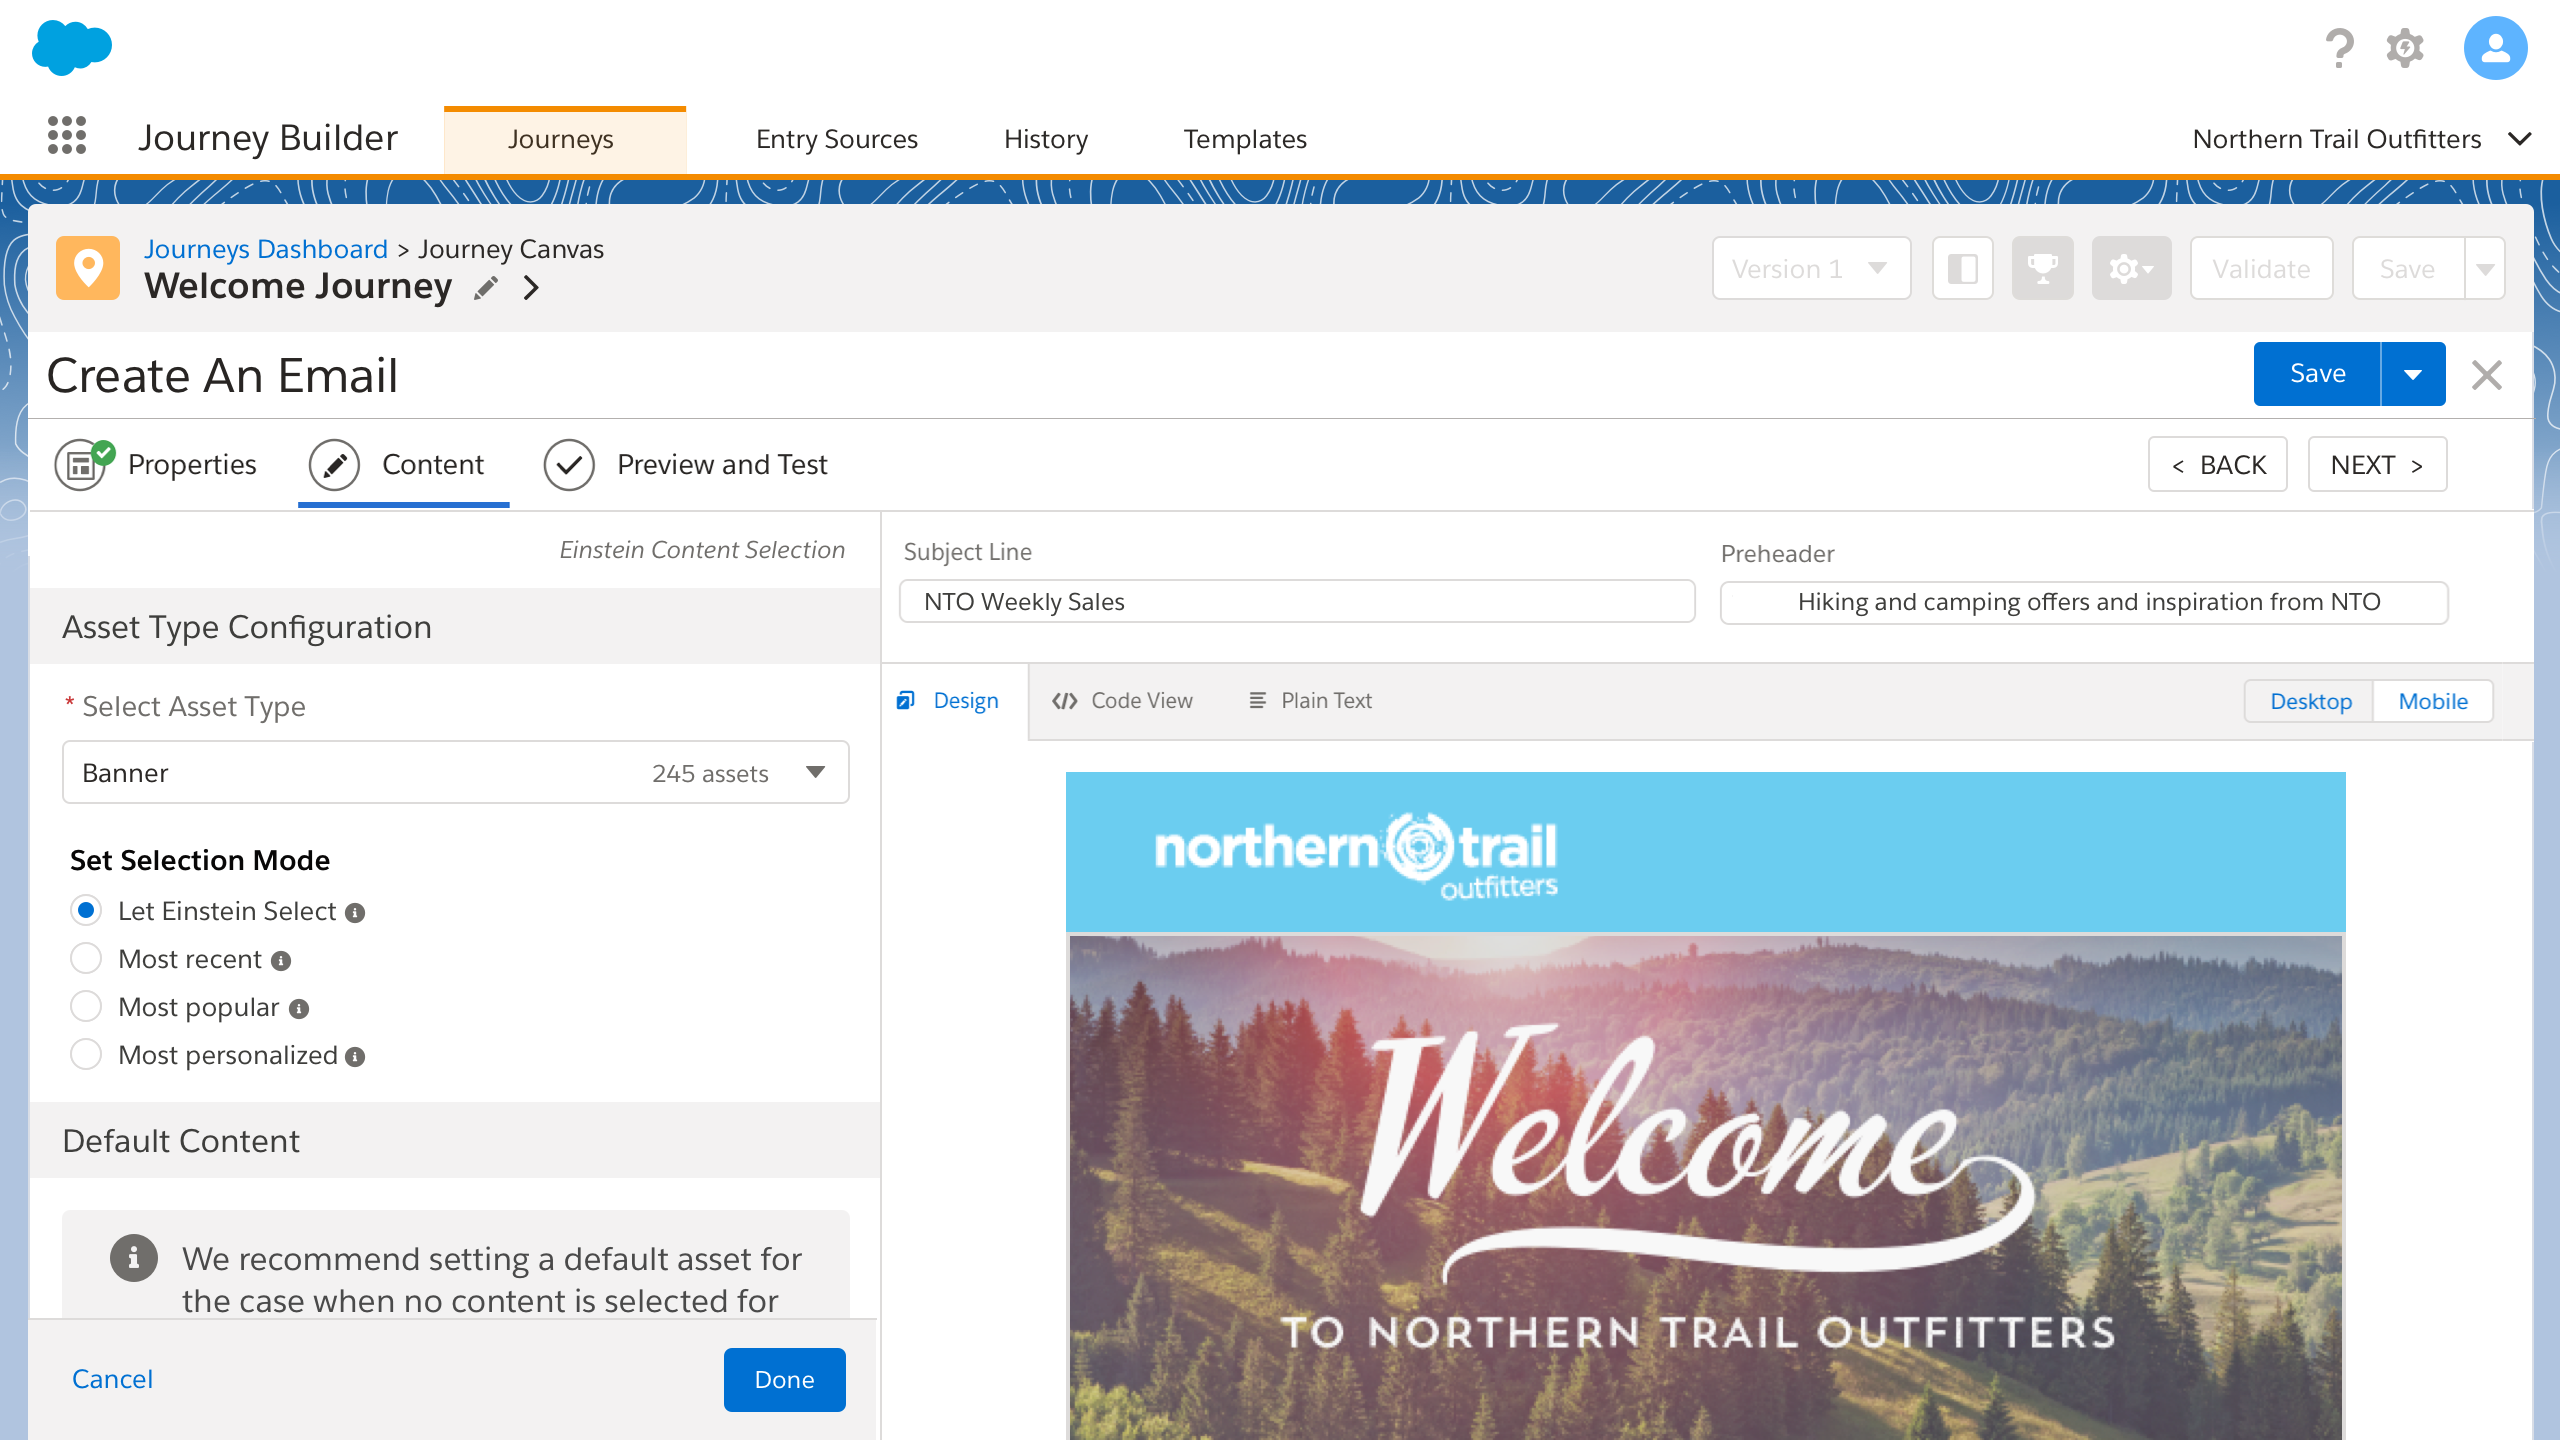 Journey Builder
Journeys
Entry Sources
History
Templates
Northern Trail Outfitters
Journeys Dashboard > Journey Canvas
Welcome Journey
Version 1
Validate
Save
Create An Email
Save
Properties
Content
Preview and Test
< BACK
NEXT >
Einstein Content Selection
Asset Type Configuration
* Select Asset Type
Banner 245 assets
Set Selection Mode
Let Einstein Select
Most recent
Most popular
Most personalized
Default Content
We recommend setting a default asset for
the case when no content is selected for
Cancel
Done
Subject Line
NTO Weekly Sales
Preheader
Hiking and camping offers and inspiration from NTO
Design
Code View
Plain Text
Desktop
Mobile
northern trail
outfitters
Welcome
TO NORTHERN TRAIL OUTFITTERS